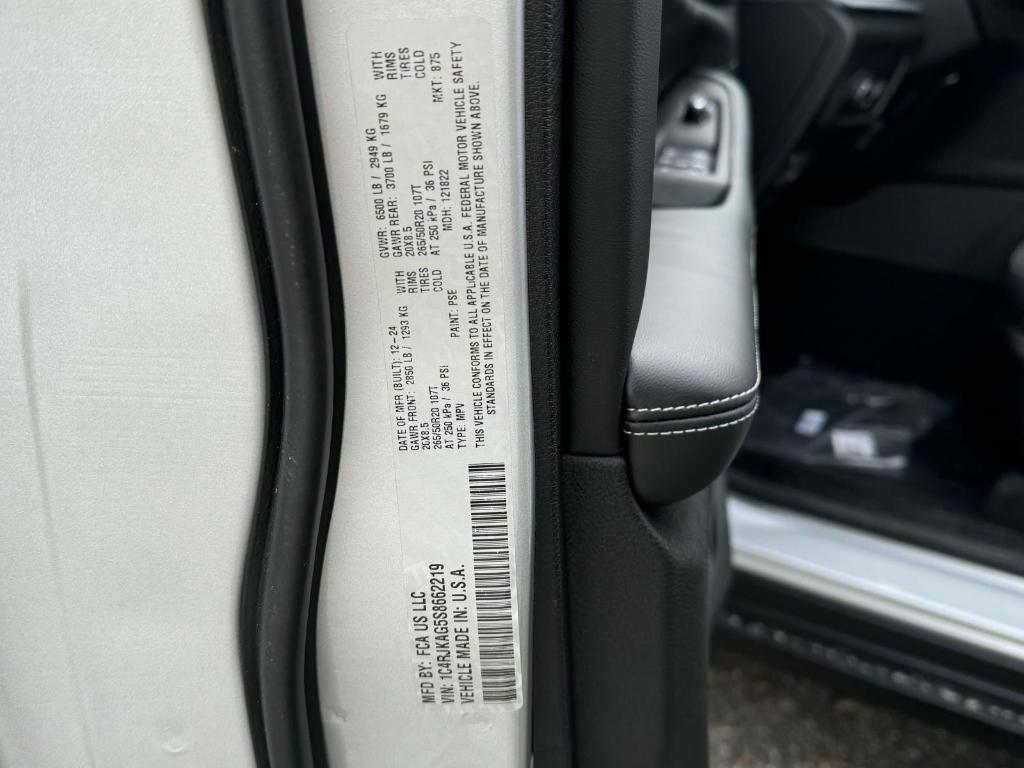 MFD BY: FCA US LLC
VIN: 1C4RJKAG5S8662219
VEHICLE MADE IN: U.S.A.
DATE OF MFR (BUILT): 12-24
GVWR: 6500 LB / 2949 KG
GAWR FRONT: 2850 LB / 1293 KG WITH
GAWR REAR: 3700 LB / 1679 KG WITH
20X8.5 RIMS
20X8.5 RIMS
265/50R20 107T TIRES
265/50R20 107T TIRES
AT 250 kPa / 36 PSI COLD
AT 250 kPa / 36 PSI COLD
TYPE: MPV PAINT: PSE MDH: 121822 MKT: 875
THIS VEHICLE CONFORMS TO ALL APPLICABLE U.S.A. FEDERAL MOTOR VEHICLE SAFETY
STANDARDS IN EFFECT ON THE DATE OF MANUFACTURE SHOWN ABOVE.